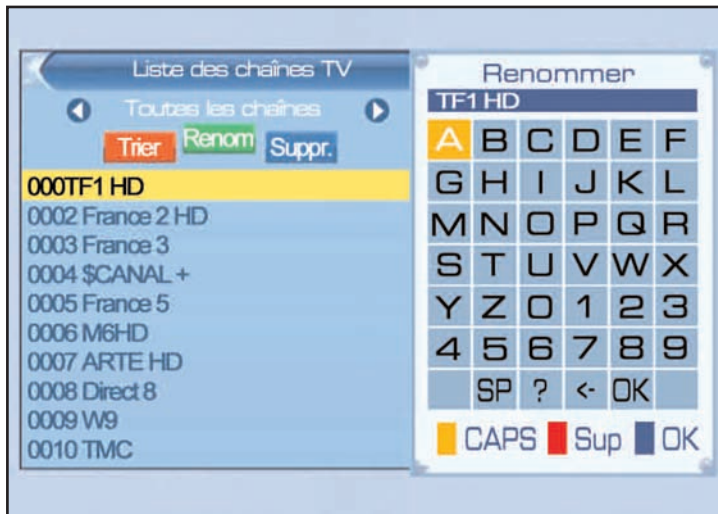 Liste des chaînes TV
Toutes les chaînes
Trier Renom Suppr.
000TF1 HD
0002 France 2 HD
0003 France 3
0004 $CANAL +
0005 France 5
0006 M6HD
0007 ARTE HD
0008 Direct 8
0009 W9
0010 TMC
Renommer
TF1 HD
A B C D E F
G H I J K L
M N O P Q R
S T U V W X
Y Z 0 1 2 3
4 5 6 7 8 9
SP ? <- OK
CAPS Sup OK